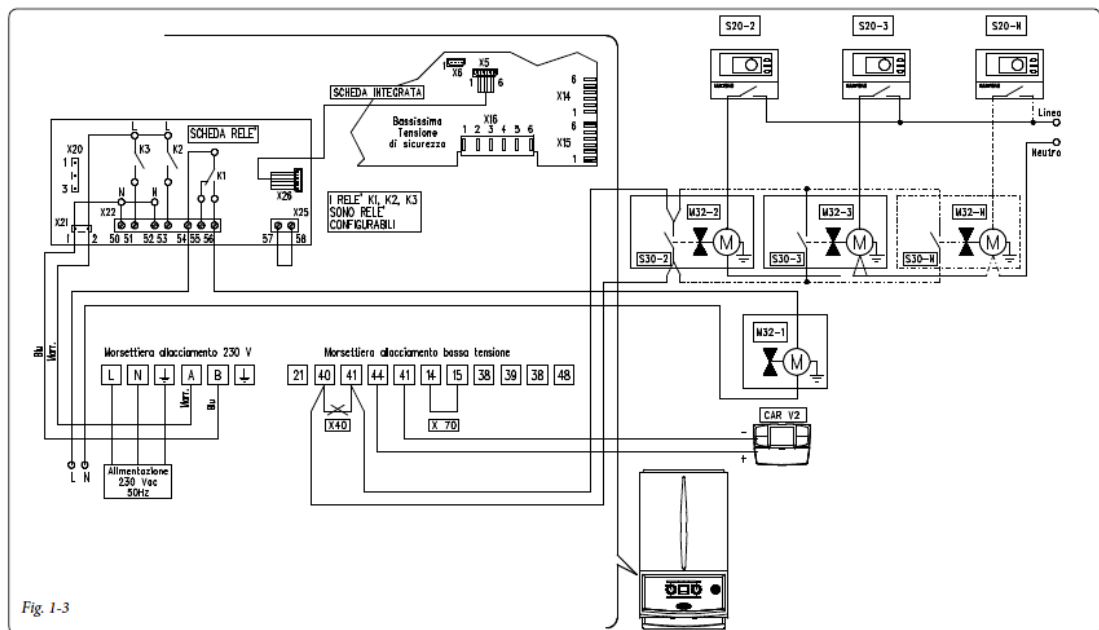 S20-2 S20-3 S20-N
X5
1 X6 1 6
SCHEDA INTEGRATA
6
X14
1
6
X15
1
Bassissima
Tensione
di sicurezza
X16
1 2 3 4 5 6
Linea
Neutro
L L
SCHEDA RELE'
X20
1
3
K3 K2 K1
X26
N N
X21
1 2
X22
50 51 52 53 54 55 56
X25
57 58
I RELE' K1, K2, K3
SONO RELE'
CONFIGURABILI
M32-2 M32-3 M32-N
M M M
S30-2 S30-3 S30-N
M32-1
M
Blu
Marr.
Morsettiera allacciamento 230 V
L N A B
Marr.
Blu
L N
Alimentazione
230 Vac
50Hz
Morsettiera allacciamento bassa tensione
21 40 41 44 41 14 15 38 39 38 48
X40 X 70
CAR V2
-
+
Fig. 1-3